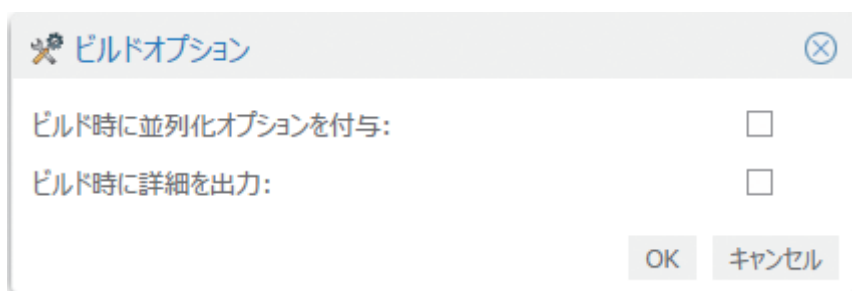 ビルドオプション
ビルド時に並列化オプションを付与:
ビルド時に詳細を出力:
OK キャンセル